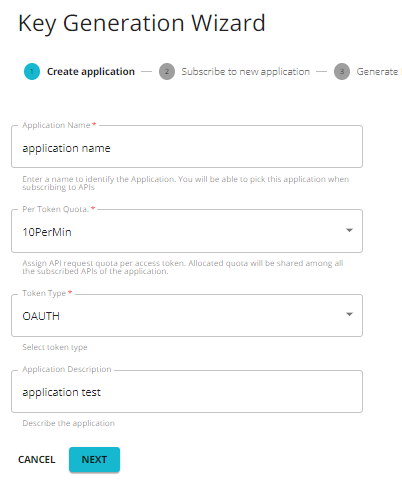 Key Generation Wizard
1 Create application 2 Subscribe to new application 3 Generate
Application Name *
application name
Enter a name to identify the Application. You will be able to pick this application when
subscribing to APIs
Per Token Quota. *
10PerMin
Assign API request quota per access token. Allocated quota will be shared among all
the subscribed APIs of the application.
Token Type *
OAUTH
Select token type
Application Description
application test
Describe the application
CANCEL NEXT